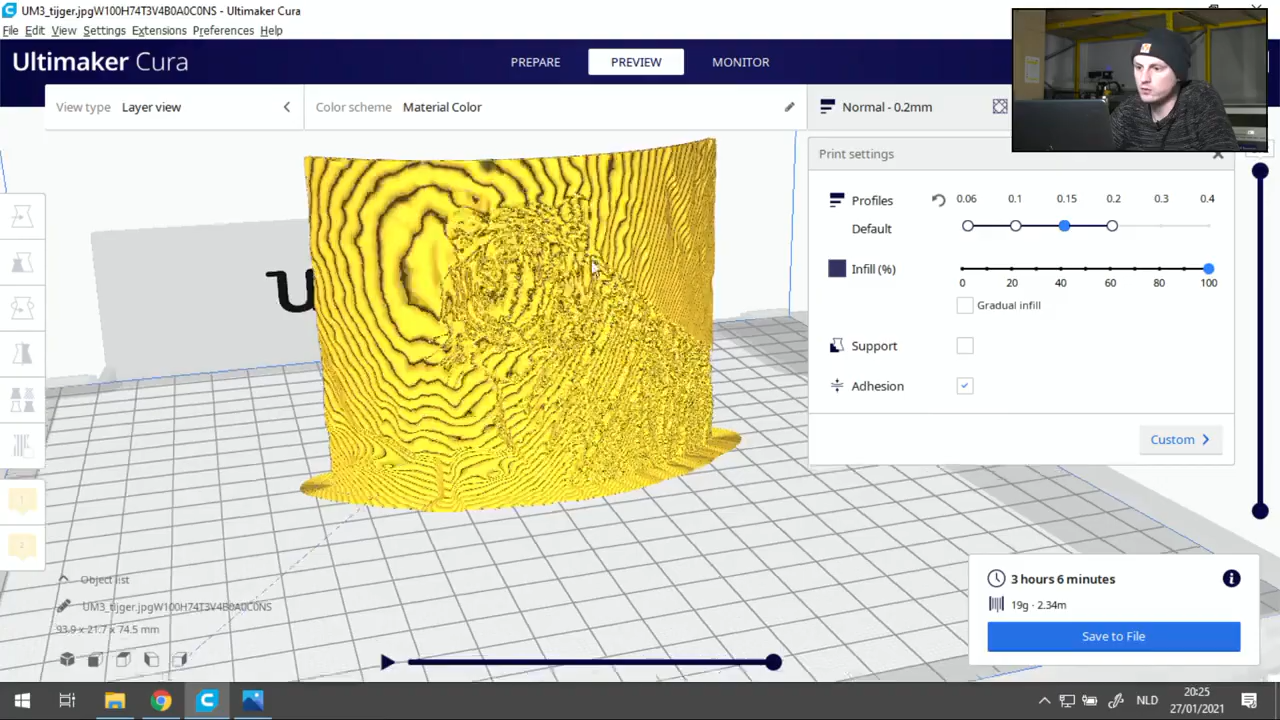 UM3_tijger.jpgW100H74T3V4B0A0C0NS - Ultimaker Cura
File Edit View Settings Extensions Preferences Help
Ultimaker Cura
PREPARE PREVIEW MONITOR
View type Layer view
Color scheme Material Color
Normal - 0.2mm
Print settings
Profiles 0.06 0.1 0.15 0.2 0.3 0.4
Default
Infill (%)
0 20 40 60 80 100
Gradual infill
Support
Adhesion
Custom
Object list
UM3_tijger.jpgW100H74T3V4B0A0C0NS
93.9 x 21.7 x 74.5 mm
3 hours 6 minutes
19g · 2.34m
Save to File
NLD
20:25
27/01/2021